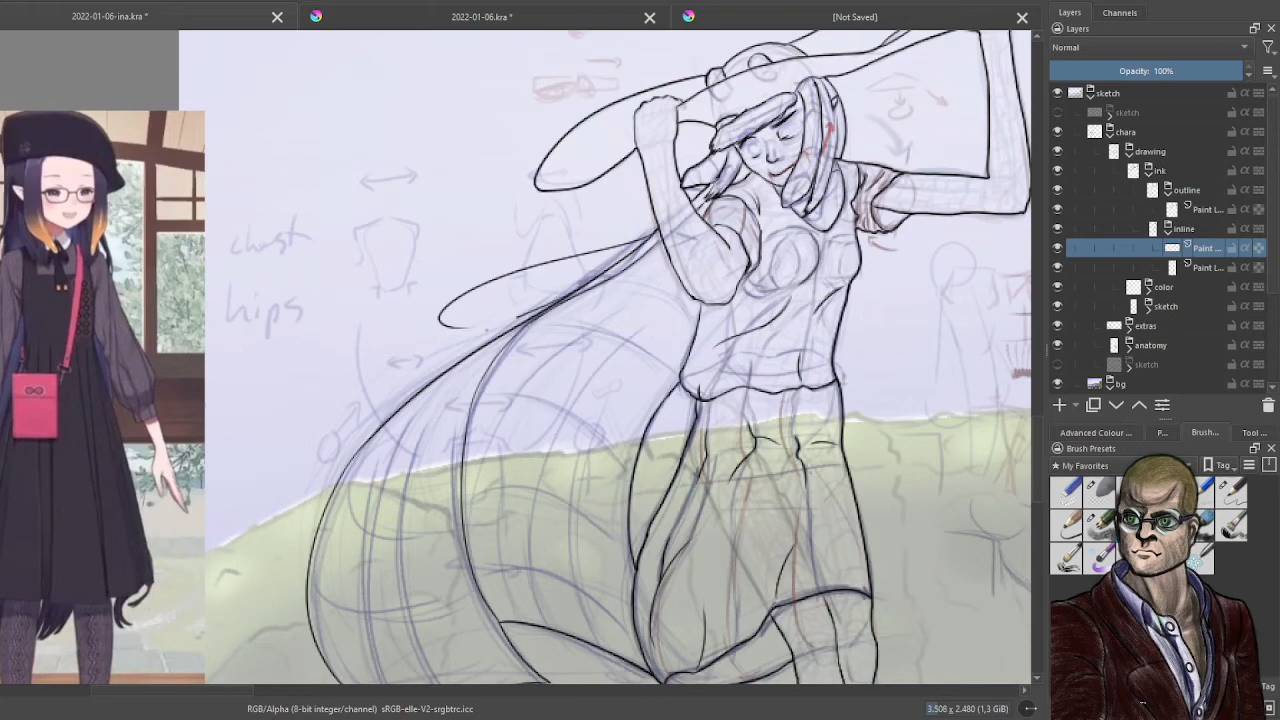 2022-01-06-ina.kra *
2022-01-06.kra *
[Not Saved]
Layers
Channels
Layers
Normal
Opacity: 100%
sketch
sketch
chara
drawing
ink
outline
Paint L...
inline
Paint ...
Paint L...
color
sketch
extras
anatomy
sketch
bg
Advanced Colour ...
P...
Brush...
Tool ...
Brush Presets
★ My Favorites
Tag
chest
hips
Tag
RGB/Alpha (8-bit integer/channel) sRGB-elle-V2-srgbtrc.icc
3.508 x 2.480 (1,3 GiB)